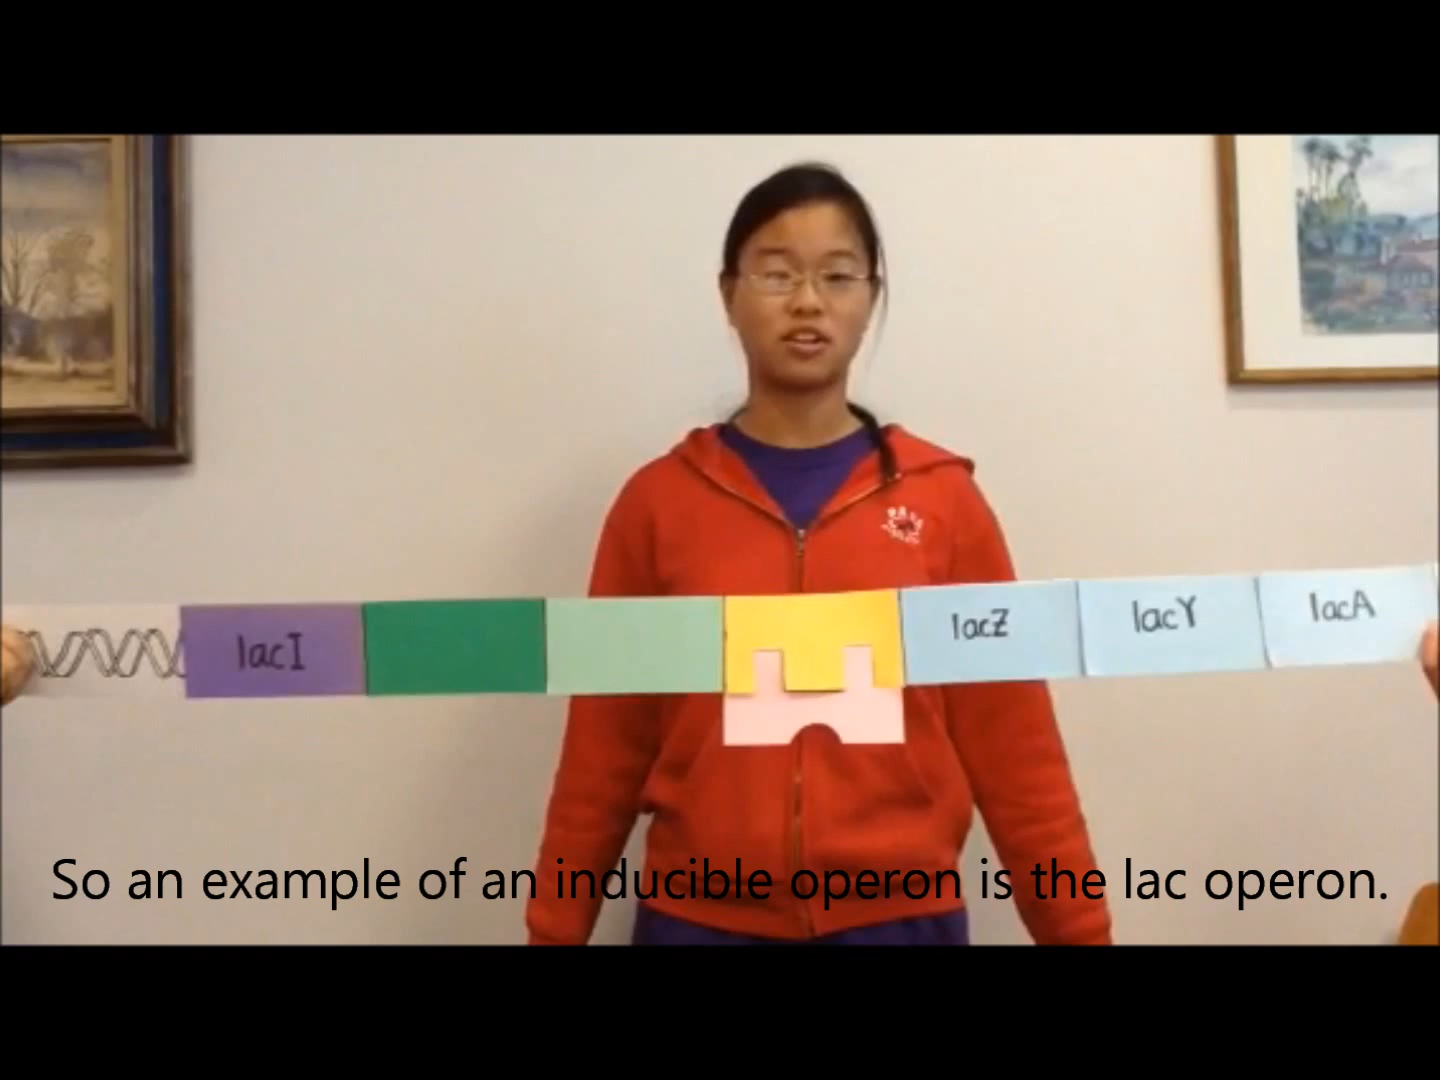 lacI
lacZ
lacY
lacA
So an example of an inducible operon is the lac operon.